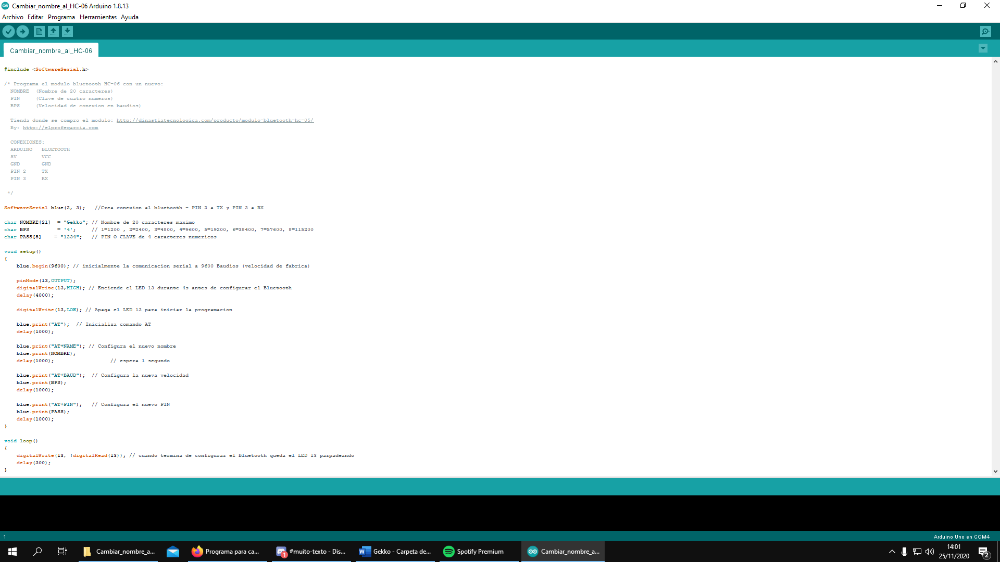 Cambiar_nombre_al_HC-06 Arduino 1.8.13
Archivo Editar Programa Herramientas Ayuda
Cambiar_nombre_al_HC-06
#include <SoftwareSerial.h>
/* Programa el modulo bluetooth HC-06 con un nuevo:
NOMBRE (Nombre de 20 caracteres)
PIN (Clave de cuatro numeros)
BPS (Velocidad de conexion en baudios)
Tienda donde se compro el modulo: http://dinastiatecnologica.com/producto/modulo-bluetooth-hc-05/
By: http://elprofegarcia.com
CONEXIONES:
ARDUINO BLUETOOTH
5V VCC
GND GND
PIN 2 TX
PIN 3 RX
*/
SoftwareSerial blue(2, 3); //Crea conexion al bluetooth - PIN 2 a TX y PIN 3 a RX
char NOMBRE[21] = "Gekko"; // Nombre de 20 caracteres maximo
char BPS = '4'; // 1=1200 , 2=2400, 3=4800, 4=9600, 5=19200, 6=38400, 7=57600, 8=115200
char PASS[5] = "1234"; // PIN O CLAVE de 4 caracteres numericos
void setup()
{
blue.begin(9600); // inicialmente la comunicacion serial a 9600 Baudios (velocidad de fabrica)
pinMode(13,OUTPUT);
digitalWrite(13,HIGH); // Enciende el LED 13 durante 4s antes de configurar el Bluetooth
delay(4000);
digitalWrite(13,LOW); // Apaga el LED 13 para iniciar la programacion
blue.print("AT"); // Inicializa comando AT
delay(1000);
blue.print("AT+NAME"); // Configura el nuevo nombre
blue.print(NOMBRE);
delay(1000); // espera 1 segundo
blue.print("AT+BAUD"); // Configura la nueva velocidad
blue.print(BPS);
delay(1000);
blue.print("AT+PIN"); // Configura el nuevo PIN
blue.print(PASS);
delay(1000);
}
void loop()
{
digitalWrite(13, !digitalRead(13)); // cuando termina de configurar el Bluetooth queda el LED 13 parpadeando
delay(300);
}
1
Arduino Uno en COM4
Cambiar_nombre_a...
Programa para ca...
1
#muito-texto - Dis...
Gekko - Carpeta de...
Spotify Premium
Cambiar_nombre_a...
14:01
25/11/2020
2